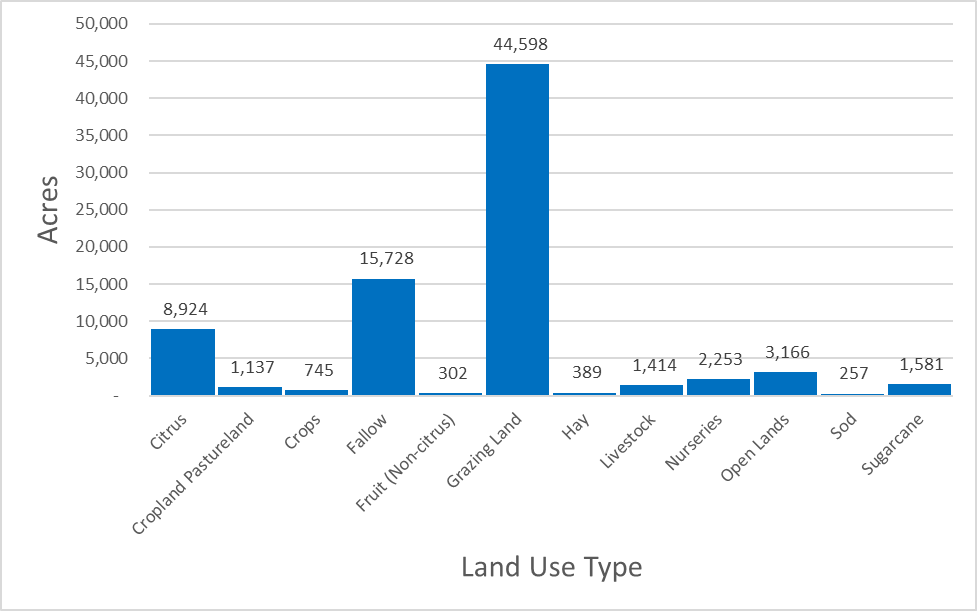 50,000
45,000
40,000
35,000
30,000
25,000
20,000
15,000
10,000
5,000
-
Acres
8,924
1,137
745
15,728
302
44,598
389
1,414
2,253
3,166
257
1,581
Citrus
Cropland Pastureland
Crops
Fallow
Fruit (Non-citrus)
Grazing Land
Hay
Livestock
Nurseries
Open Lands
Sod
Sugarcane
Land Use Type